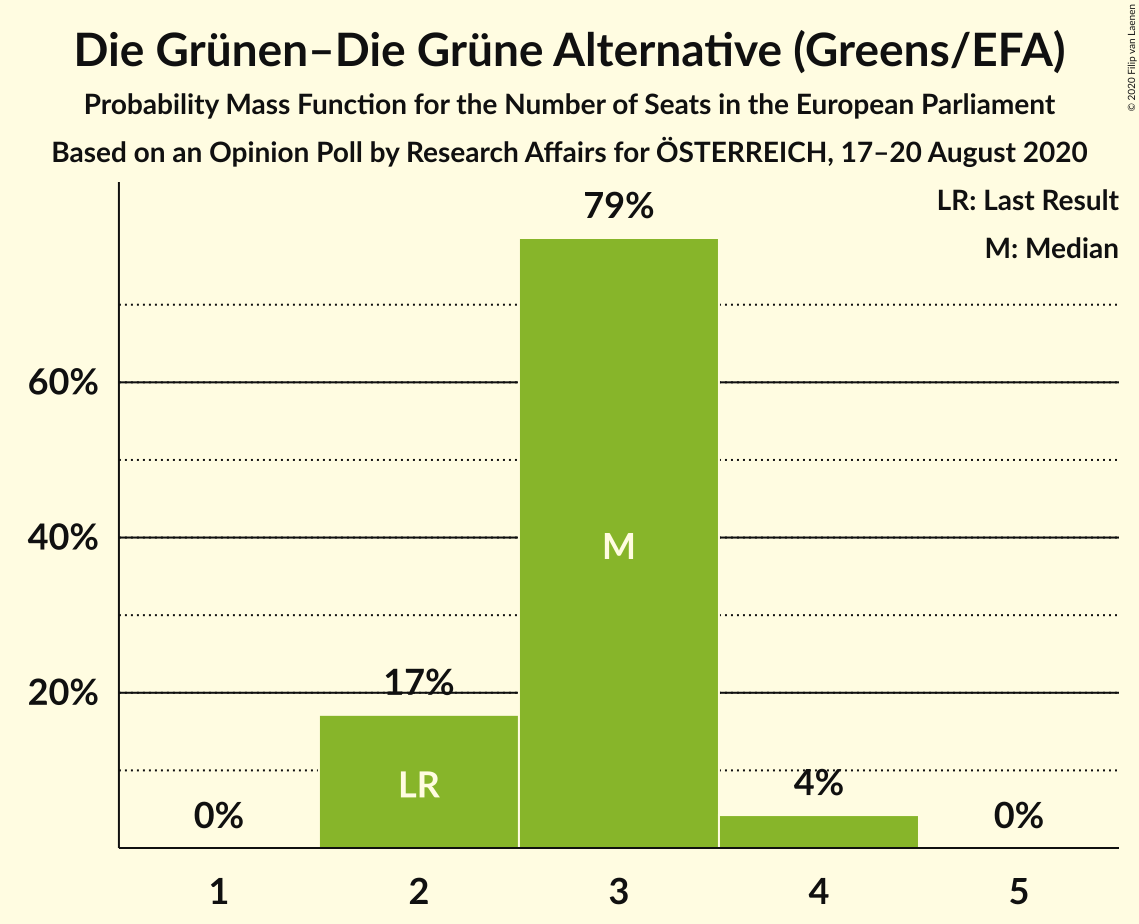 Die Grünen–Die Grüne Alternative (Greens/EFA)
Probability Mass Function for the Number of Seats in the European Parliament
Based on an Opinion Poll by Research Affairs for ÖSTERREICH, 17–20 August 2020
© 2020 Filip van Laenen
LR: Last Result
M: Median
79%
60%
40%
20%
M
17%
LR
4%
0%
0%
1
2
3
4
5